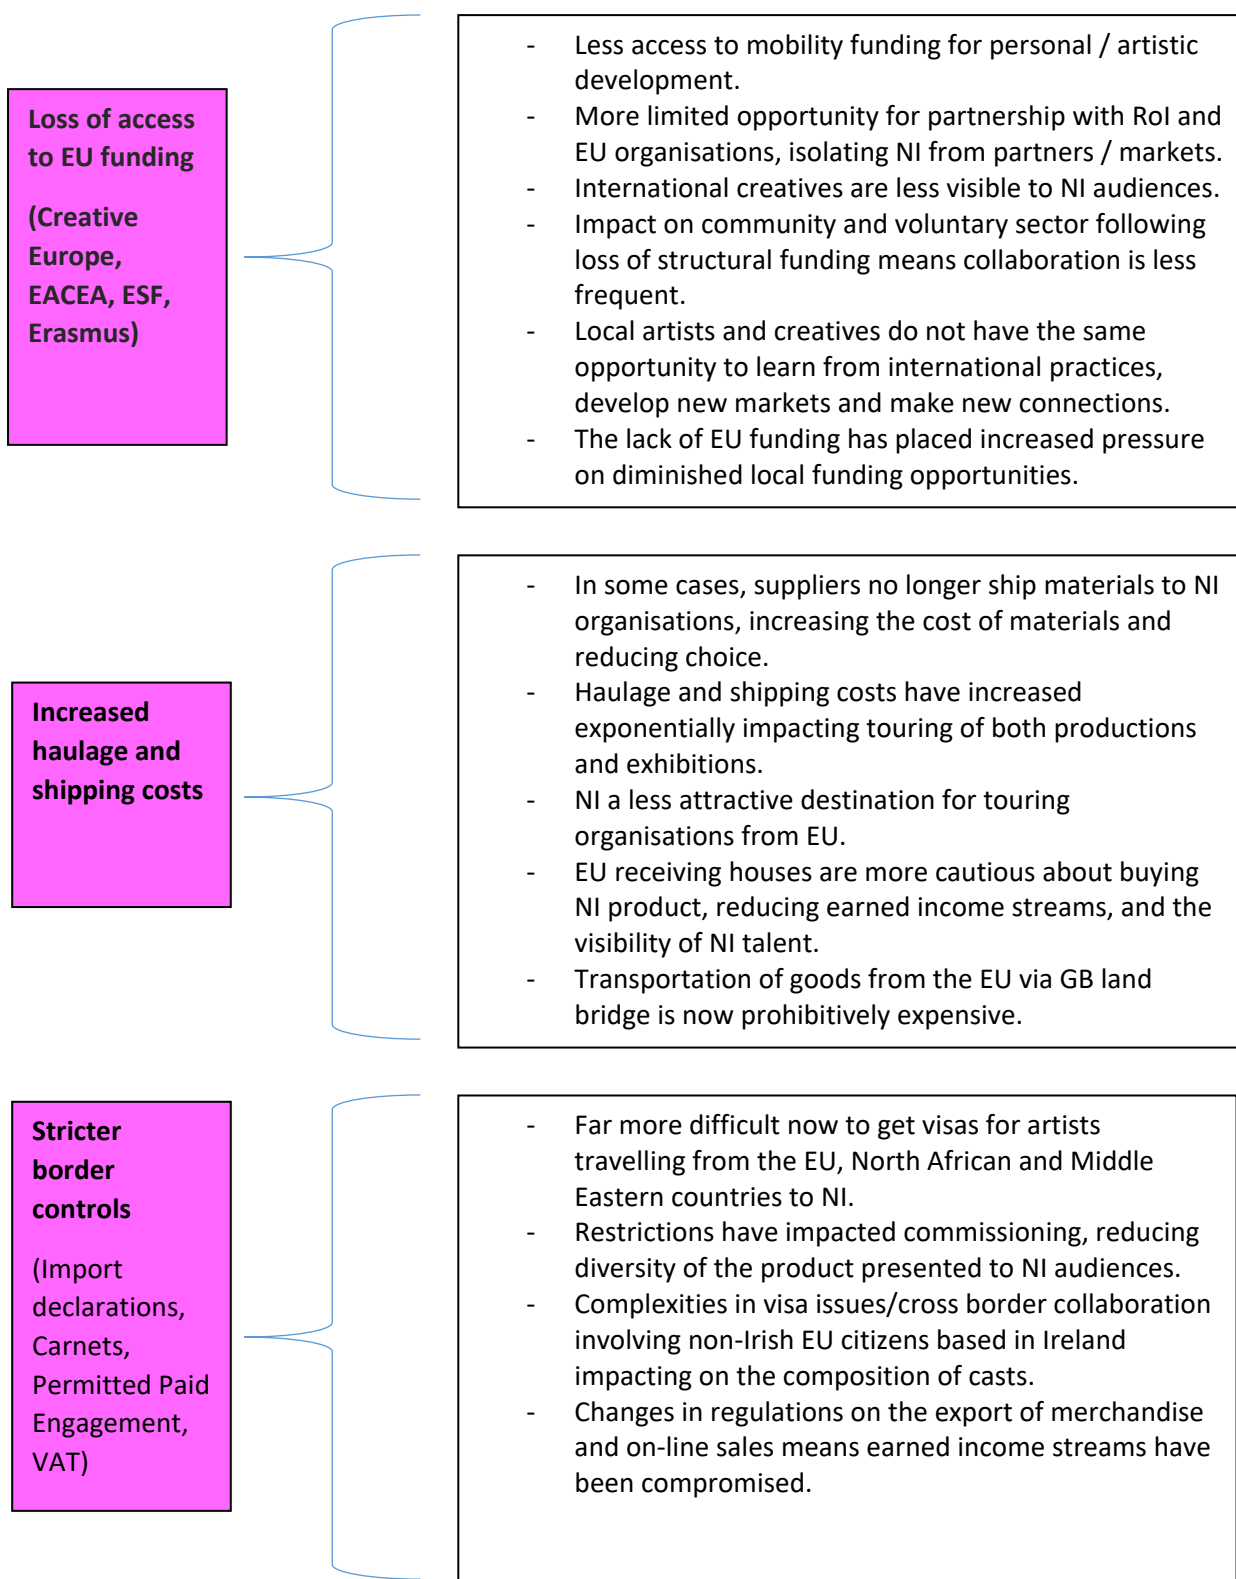 Loss of access
to EU funding
(Creative
Europe,
EACEA, ESF,
Erasmus)
- Less access to mobility funding for personal / artistic
development.
- More limited opportunity for partnership with RoI and
EU organisations, isolating NI from partners / markets.
- International creatives are less visible to NI audiences.
- Impact on community and voluntary sector following
loss of structural funding means collaboration is less
frequent.
- Local artists and creatives do not have the same
opportunity to learn from international practices,
develop new markets and make new connections.
- The lack of EU funding has placed increased pressure
on diminished local funding opportunities.
Increased
haulage and
shipping costs
- In some cases, suppliers no longer ship materials to NI
organisations, increasing the cost of materials and
reducing choice.
- Haulage and shipping costs have increased
exponentially impacting touring of both productions
and exhibitions.
- NI a less attractive destination for touring
organisations from EU.
- EU receiving houses are more cautious about buying
NI product, reducing earned income streams, and the
visibility of NI talent.
- Transportation of goods from the EU via GB land
bridge is now prohibitively expensive.
Stricter
border
controls
(Import
declarations,
Carnets,
Permitted Paid
Engagement,
VAT)
- Far more difficult now to get visas for artists
travelling from the EU, North African and Middle
Eastern countries to NI.
- Restrictions have impacted commissioning, reducing
diversity of the product presented to NI audiences.
- Complexities in visa issues/cross border collaboration
involving non-Irish EU citizens based in Ireland
impacting on the composition of casts.
- Changes in regulations on the export of merchandise
and on-line sales means earned income streams have
been compromised.